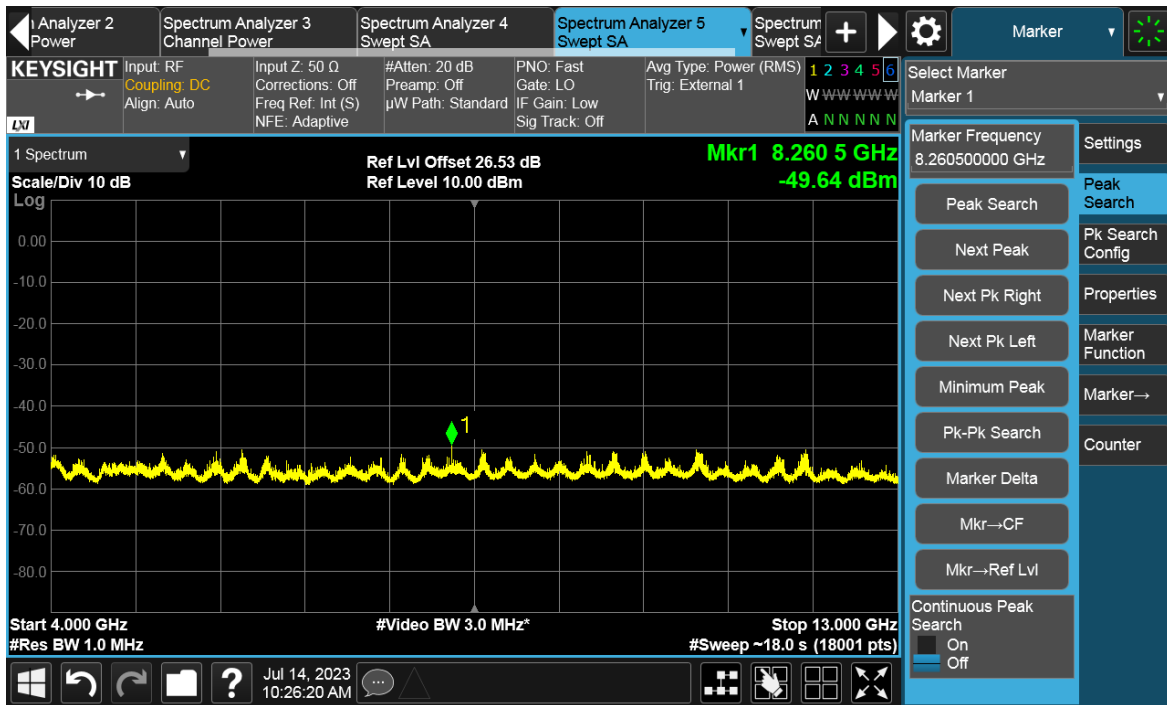 Analyzer 2
Power
Spectrum Analyzer 3
Channel Power
Spectrum Analyzer 4
Swept SA
Spectrum Analyzer 5
Swept SA
Spectrum
Swept SA
+
Marker
KEYSIGHT
LXI
Input: RF
Coupling: DC
Align: Auto
Input Z: 50 Ω
Corrections: Off
Freq Ref: Int (S)
NFE: Adaptive
#Atten: 20 dB
Preamp: Off
µW Path: Standard
PNO: Fast
Gate: LO
IF Gain: Low
Sig Track: Off
Avg Type: Power (RMS)
Trig: External 1
1 2 3 4 5 6
W W W W W W
A N N N N N
Select Marker
Marker 1
1 Spectrum
Scale/Div 10 dB
Log
Ref Lvl Offset 26.53 dB
Ref Level 10.00 dBm
Mkr1 8.260 5 GHz
-49.64 dBm
0.00
-10.0
-20.0
-30.0
-40.0
-50.0
-60.0
-70.0
-80.0
1
Start 4.000 GHz
#Res BW 1.0 MHz
#Video BW 3.0 MHz*
Stop 13.000 GHz
#Sweep ~18.0 s (18001 pts)
Marker Frequency
8.260500000 GHz
Peak Search
Next Peak
Next Pk Right
Next Pk Left
Minimum Peak
Pk-Pk Search
Marker Delta
Mkr→CF
Mkr→Ref Lvl
Continuous Peak
Search
On
Off
Settings
Peak
Search
Pk Search
Config
Properties
Marker
Function
Marker→
Counter
?
Jul 14, 2023
10:26:20 AM